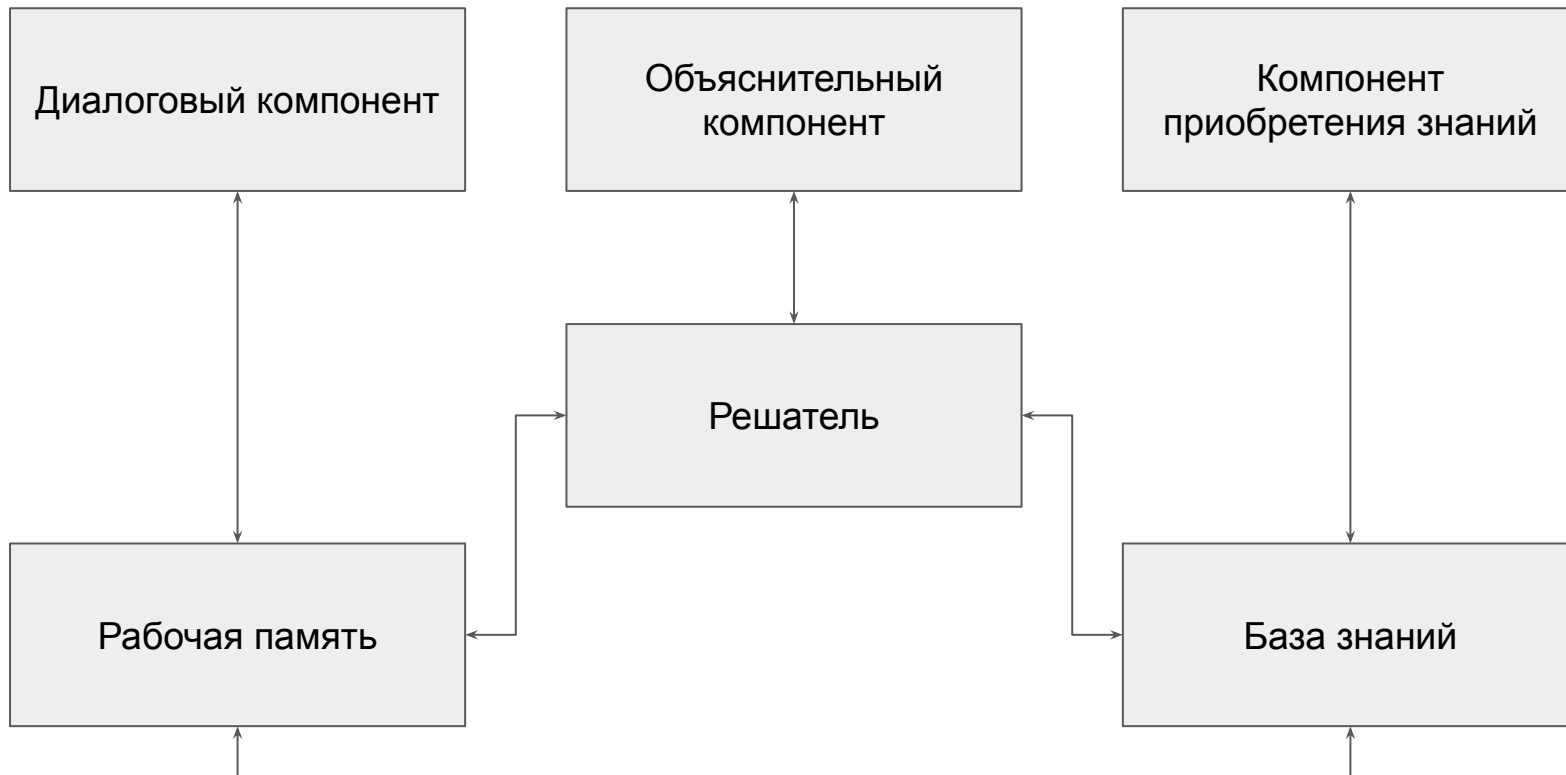 Диалоговый компонент
Объяснительный
компонент
Компонент
приобретения знаний
Решатель
Рабочая память
База знаний